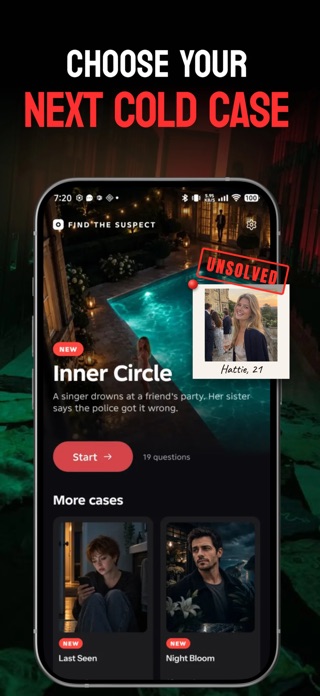 CHOOSE YOUR
NEXT COLD CASE
7:20
100
FIND THE SUSPECT
UNSOLVED
Hattie, 21
NEW
Inner Circle
A singer drowns at a friend's party. Her sister
says the police got it wrong.
Start →
19 questions
More cases
NEW
Last Seen
NEW
Night Bloom